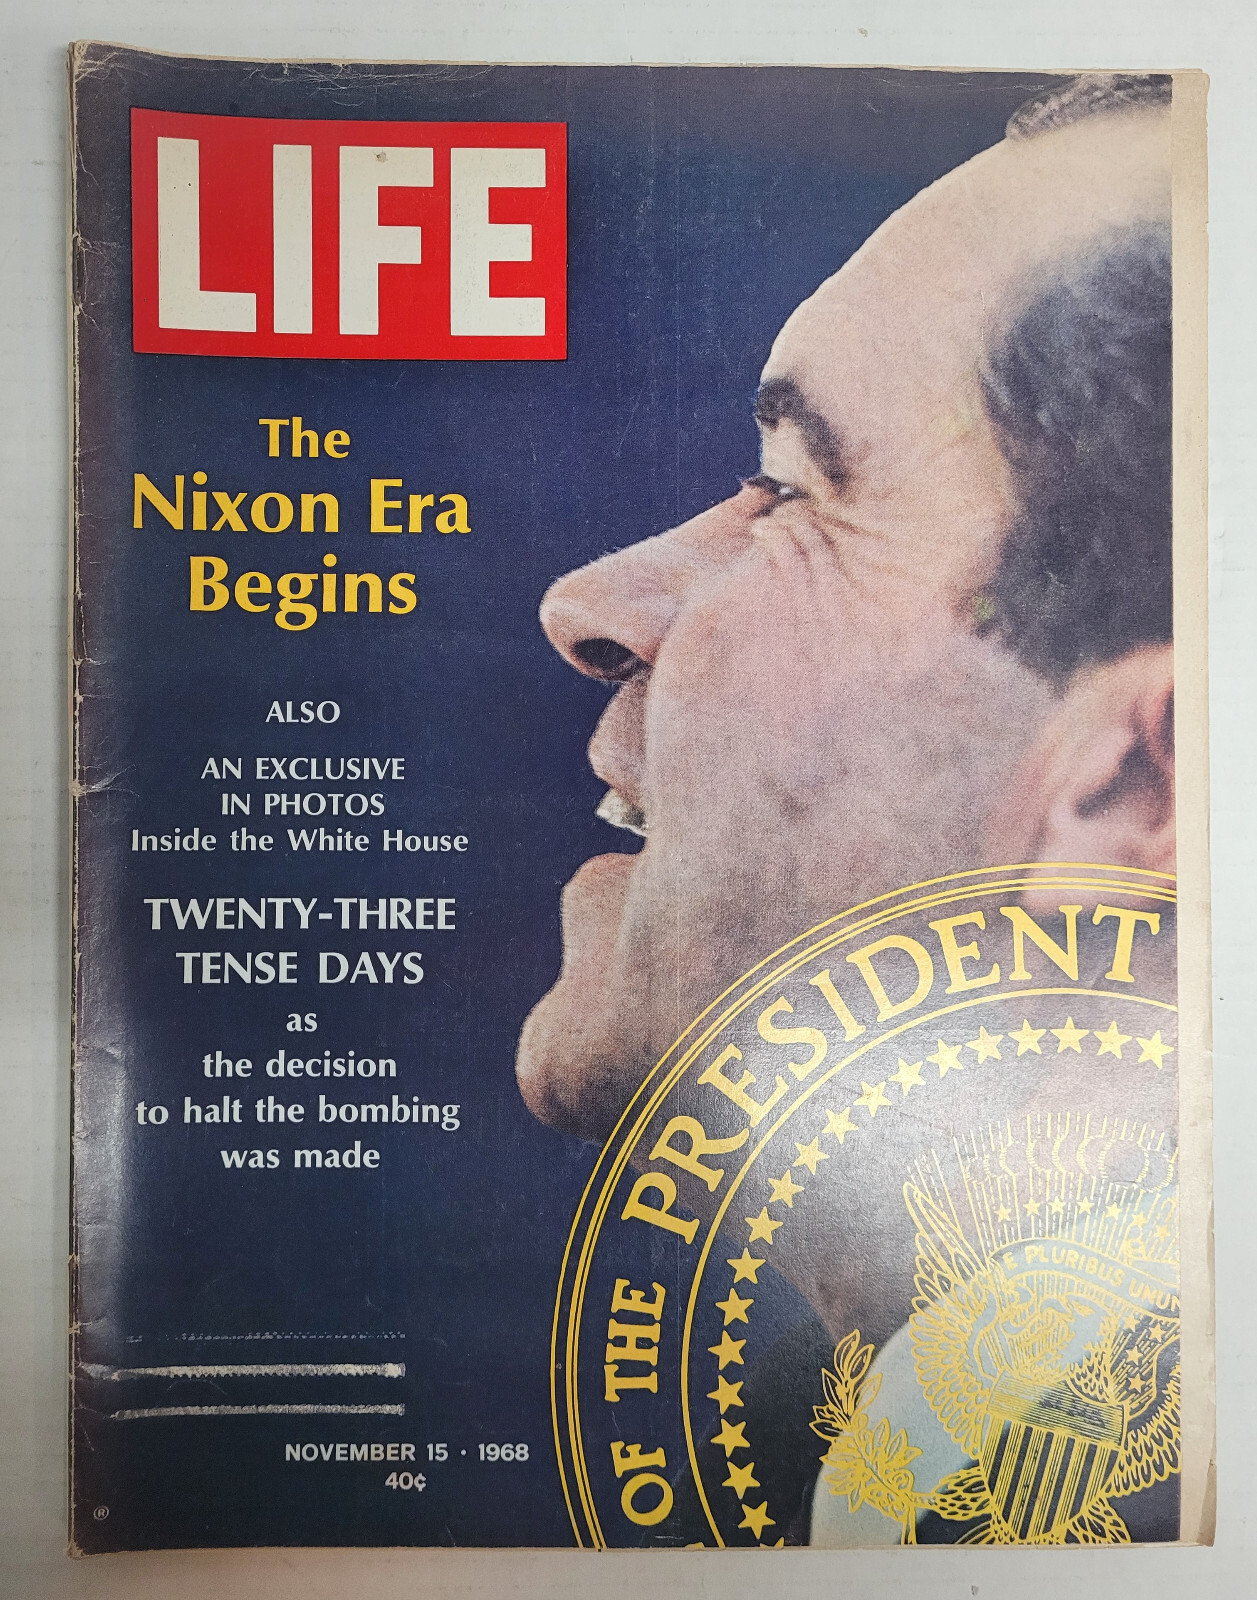 LIFE
The
Nixon Era
Begins
ALSO
AN EXCLUSIVE
IN PHOTOS
Inside the White House
TWENTY-THREE
TENSE DAYS
as
the decision
to halt the bombing
was made
NOVEMBER 15 · 1968
40¢
®
OF THE PRESIDENT
E PLURIBUS UNUM